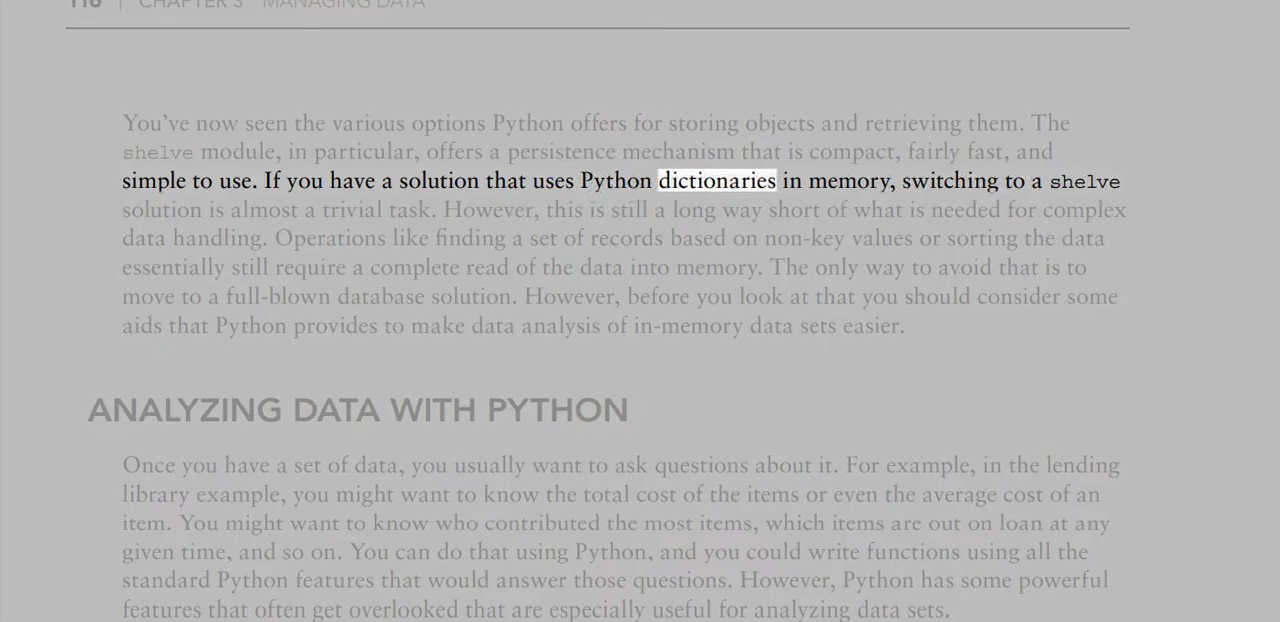 118 | CHAPTER 3 MANAGING DATA
You've now seen the various options Python offers for storing objects and retrieving them. The
shelve module, in particular, offers a persistence mechanism that is compact, fairly fast, and
simple to use. If you have a solution that uses Python dictionaries in memory, switching to a shelve
solution is almost a trivial task. However, this is still a long way short of what is needed for complex
data handling. Operations like finding a set of records based on non-key values or sorting the data
essentially still require a complete read of the data into memory. The only way to avoid that is to
move to a full-blown database solution. However, before you look at that you should consider some
aids that Python provides to make data analysis of in-memory data sets easier.
ANALYZING DATA WITH PYTHON
Once you have a set of data, you usually want to ask questions about it. For example, in the lending
library example, you might want to know the total cost of the items or even the average cost of an
item. You might want to know who contributed the most items, which items are out on loan at any
given time, and so on. You can do that using Python, and you could write functions using all the
standard Python features that would answer those questions. However, Python has some powerful
features that often get overlooked that are especially useful for analyzing data sets.